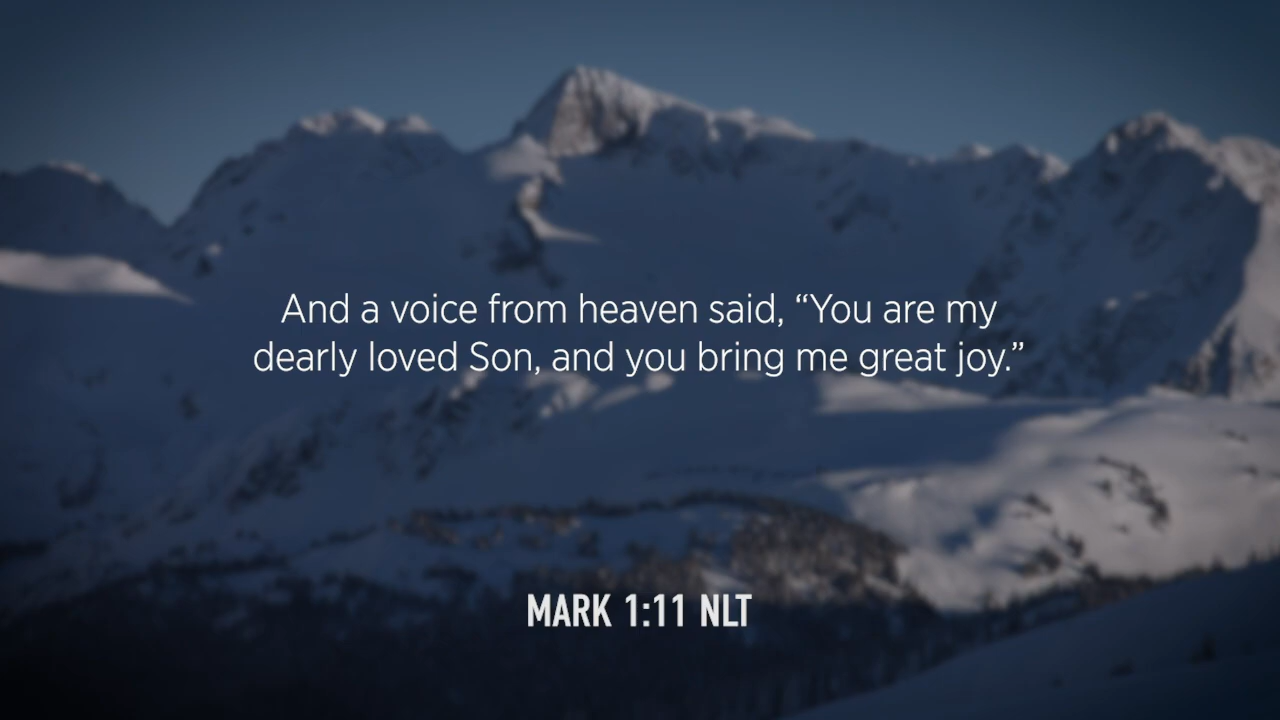 And a voice from heaven said, “You are my
dearly loved Son, and you bring me great joy.”
MARK 1:11 NLT